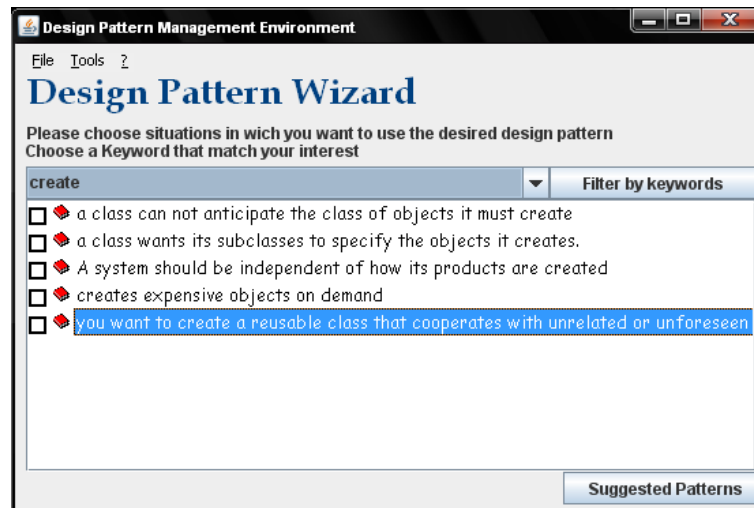 Design Pattern Management Environment
File Tools ?
Design Pattern Wizard
Please choose situations in wich you want to use the desired design pattern
Choose a Keyword that match your interest
create Filter by keywords
a class can not anticipate the class of objects it must create
a class wants its subclasses to specify the objects it creates.
A system should be independent of how its products are created
creates expensive objects on demand
you want to create a reusable class that cooperates with unrelated or unforeseen
Suggested Patterns